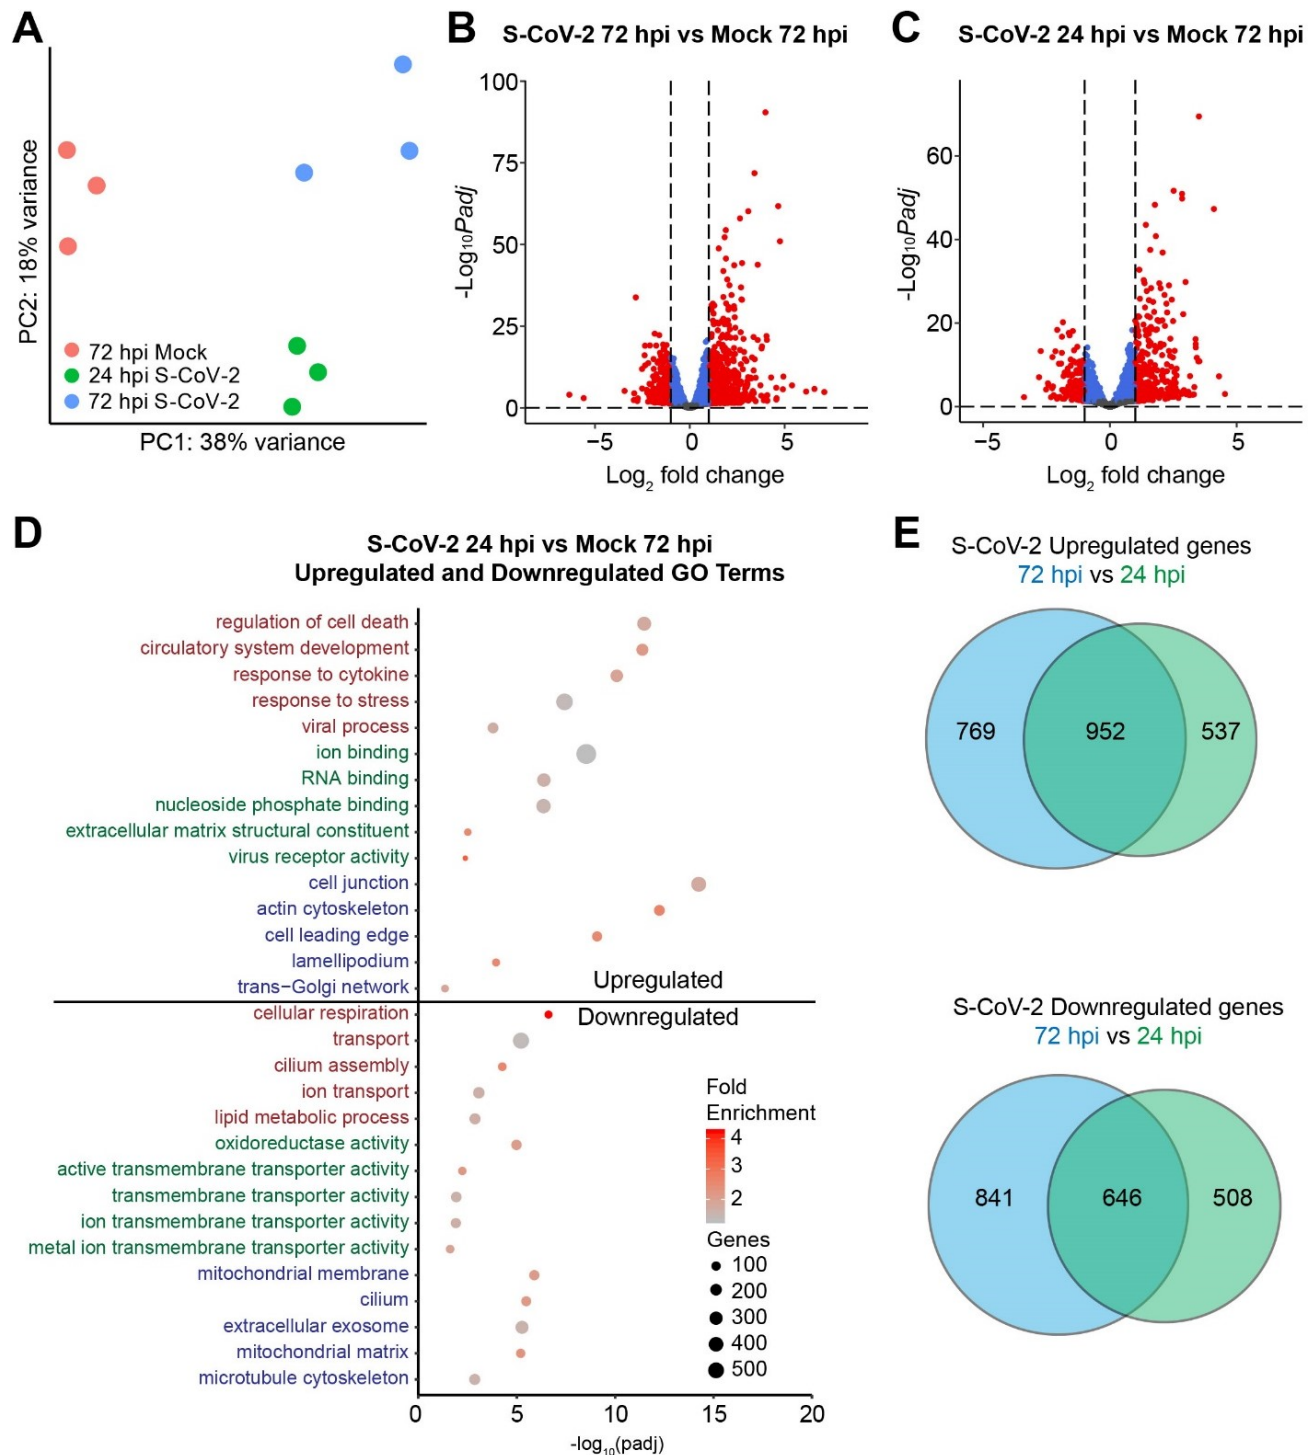 A
PC2: 18% variance
72 hpi Mock
24 hpi S-CoV-2
72 hpi S-CoV-2
PC1: 38% variance
B
S-CoV-2 72 hpi vs Mock 72 hpi
-Log₁₀Padj
100
75
50
25
0
−5 0 5
Log₂ fold change
C
S-CoV-2 24 hpi vs Mock 72 hpi
-Log₁₀Padj
60
40
20
0
−5 0 5
Log₂ fold change
D
S-CoV-2 24 hpi vs Mock 72 hpi
Upregulated and Downregulated GO Terms
regulation of cell death
circulatory system development
response to cytokine
response to stress
viral process
ion binding
RNA binding
nucleoside phosphate binding
extracellular matrix structural constituent
virus receptor activity
cell junction
actin cytoskeleton
cell leading edge
lamellipodium
trans−Golgi network
Upregulated
Downregulated
cellular respiration
transport
cilium assembly
ion transport
lipid metabolic process
oxidoreductase activity
active transmembrane transporter activity
transmembrane transporter activity
ion transmembrane transporter activity
metal ion transmembrane transporter activity
mitochondrial membrane
cilium
extracellular exosome
mitochondrial matrix
microtubule cytoskeleton
Fold
Enrichment
4
3
2
Genes
100
200
300
400
500
0 5 10 15 20
-log₁₀(padj)
E
S-CoV-2 Upregulated genes
72 hpi vs 24 hpi
769 952 537
S-CoV-2 Downregulated genes
72 hpi vs 24 hpi
841 646 508